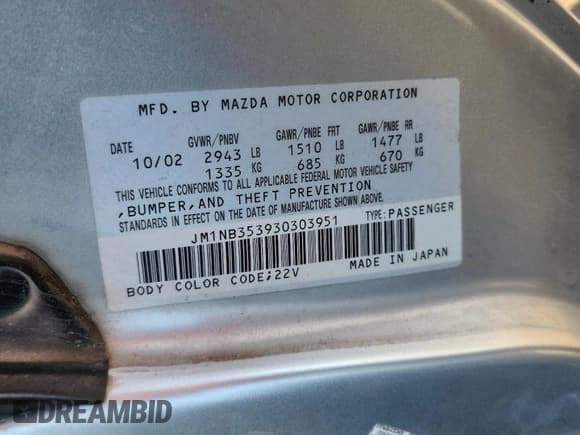 MFD. BY MAZDA MOTOR CORPORATION
DATE GVWR/PNBV GAWR/PNBE FRT GAWR/PNBE RR
10/02 2943 LB 1510 LB 1477 LB
1335 KG 685 KG 670 KG
THIS VEHICLE CONFORMS TO ALL APPLICABLE FEDERAL MOTOR VEHICLE SAFETY
,BUMPER,AND THEFT PREVENTION
STANDARDS IN EFFECT ON THE DATE OF MANUFACTURE SHOWN ABOVE.
JM1NB353930303951 TYPE:PASSENGER
BODY COLOR CODE;22V MADE IN JAPAN
DREAMBID